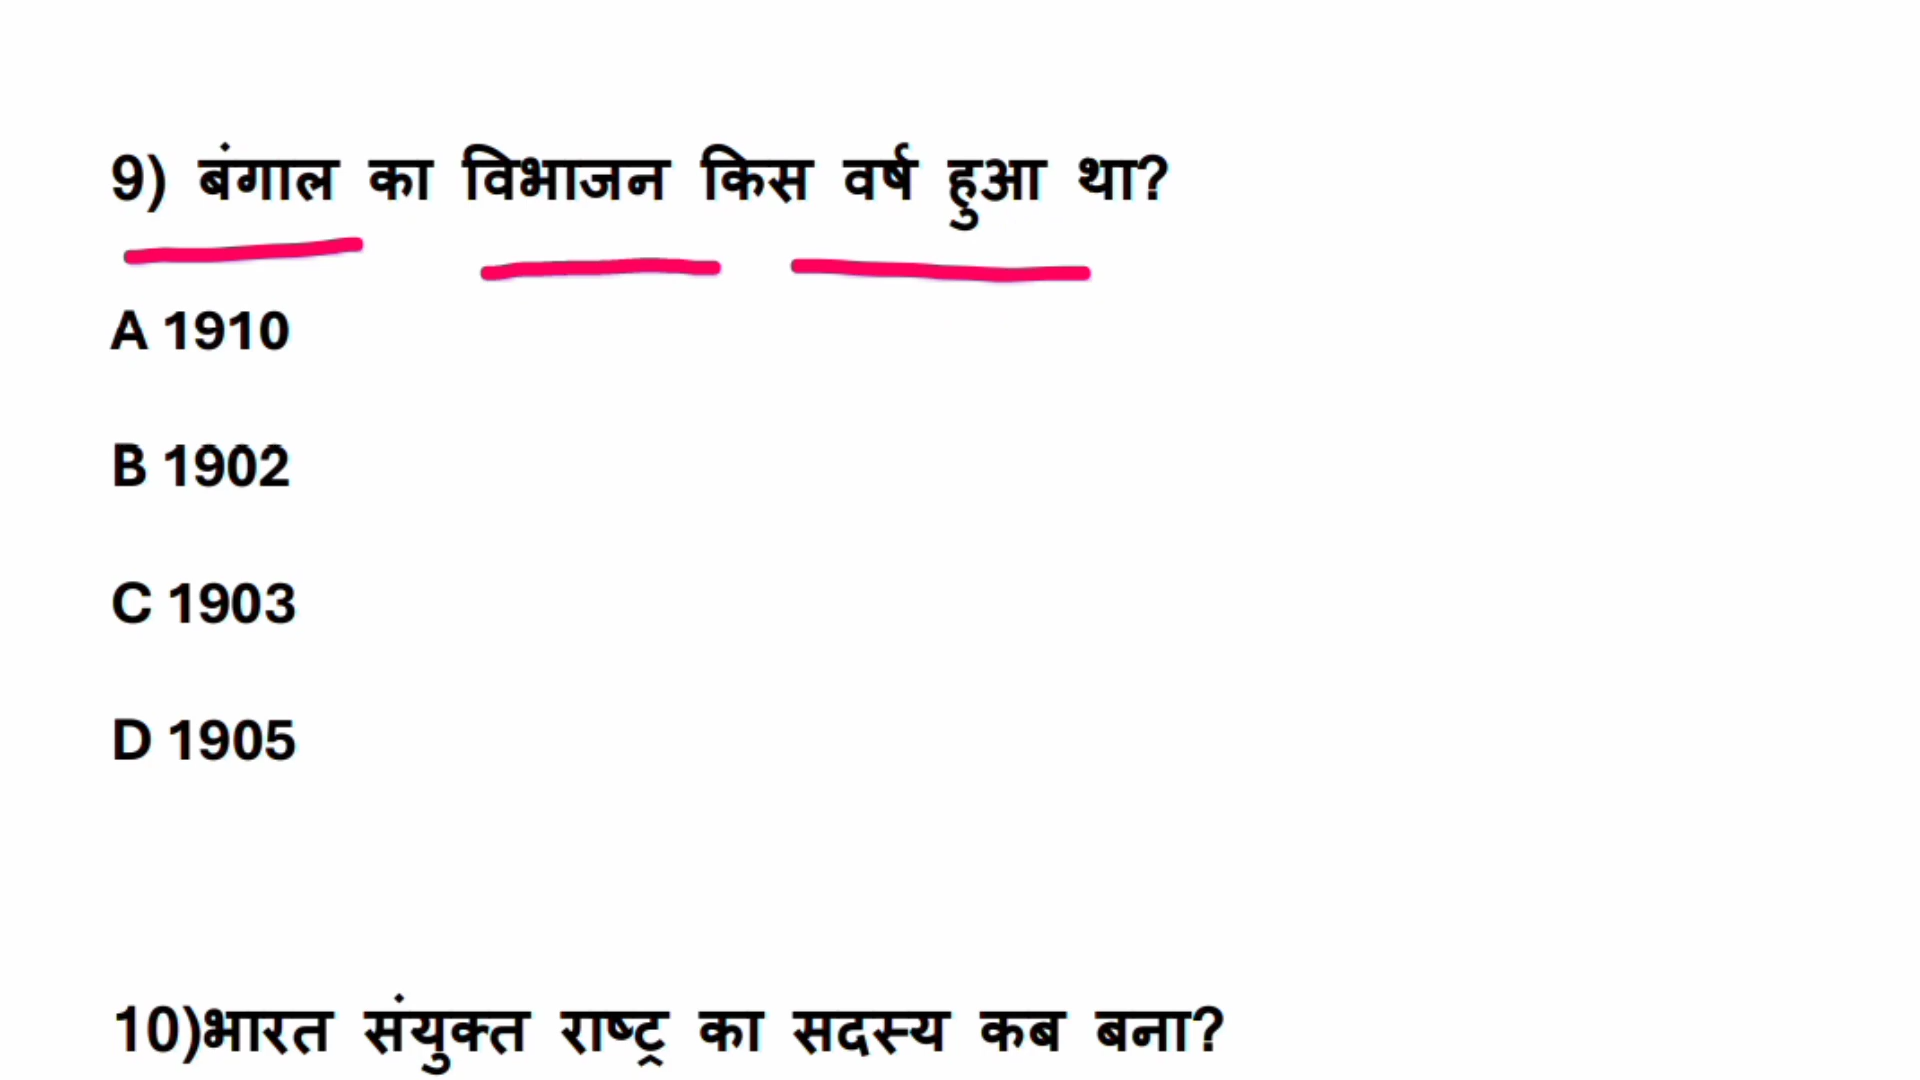 9) बंगाल का विभाजन किस वर्ष हुआ था?
A 1910
B 1902
C 1903
D 1905
10)भारत संयुक्त राष्ट्र का सदस्य कब बना?